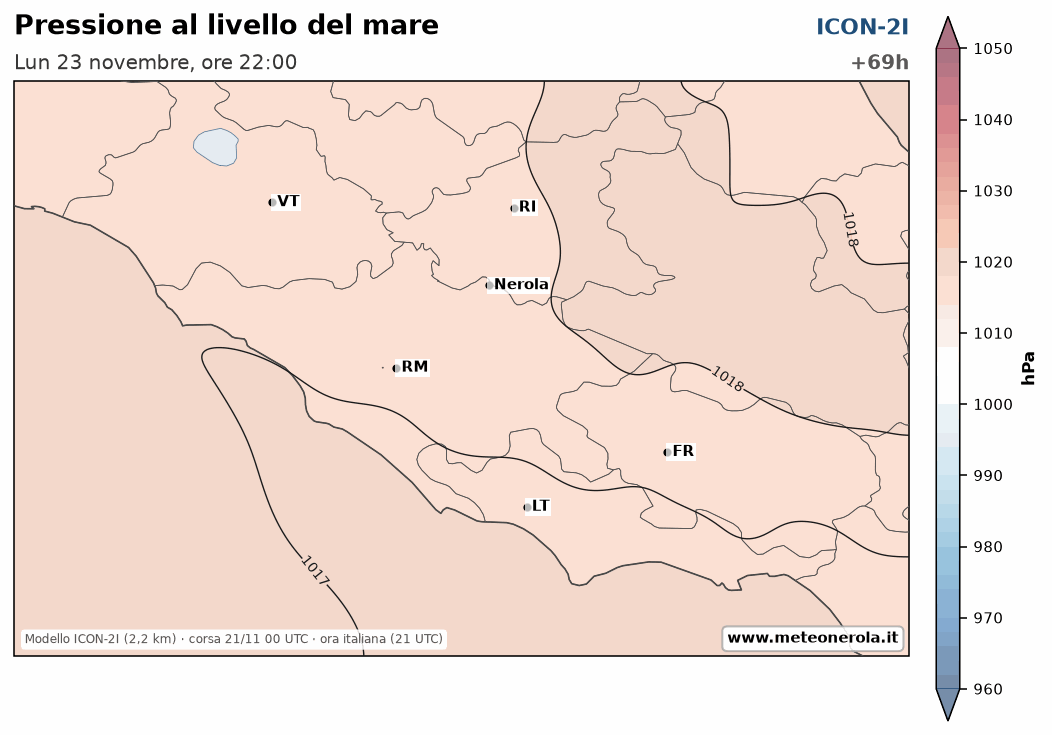 Pressione al livello del mare
ICON-2I
Lun 23 novembre, ore 22:00
+69h
1050
1040
1030
1020
1010
1000
990
980
970
960
hPa
VT
RI
1018
Nerola
RM
1018
FR
LT
1017
Modello ICON-2I (2,2 km) · corsa 21/11 00 UTC · ora italiana (21 UTC)
www.meteonerola.it